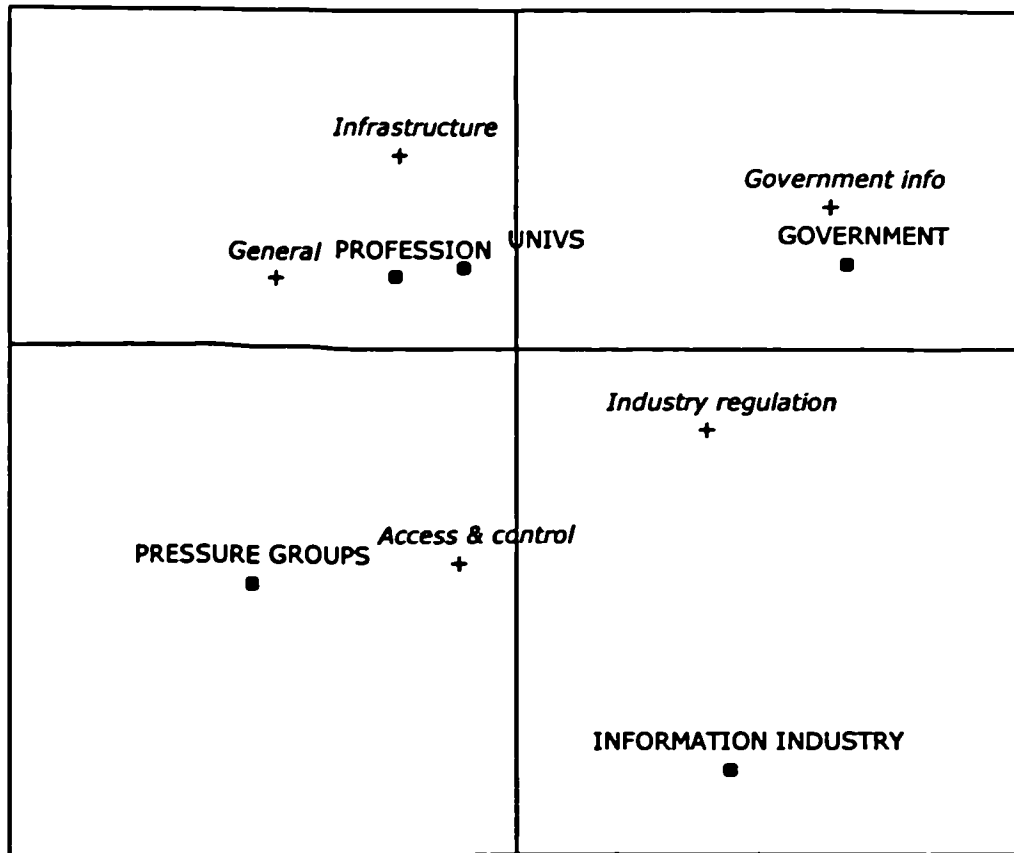 Infrastructure
Government info
General PROFESSION UNIVS
GOVERNMENT
Industry regulation
Access & control
PRESSURE GROUPS
INFORMATION INDUSTRY